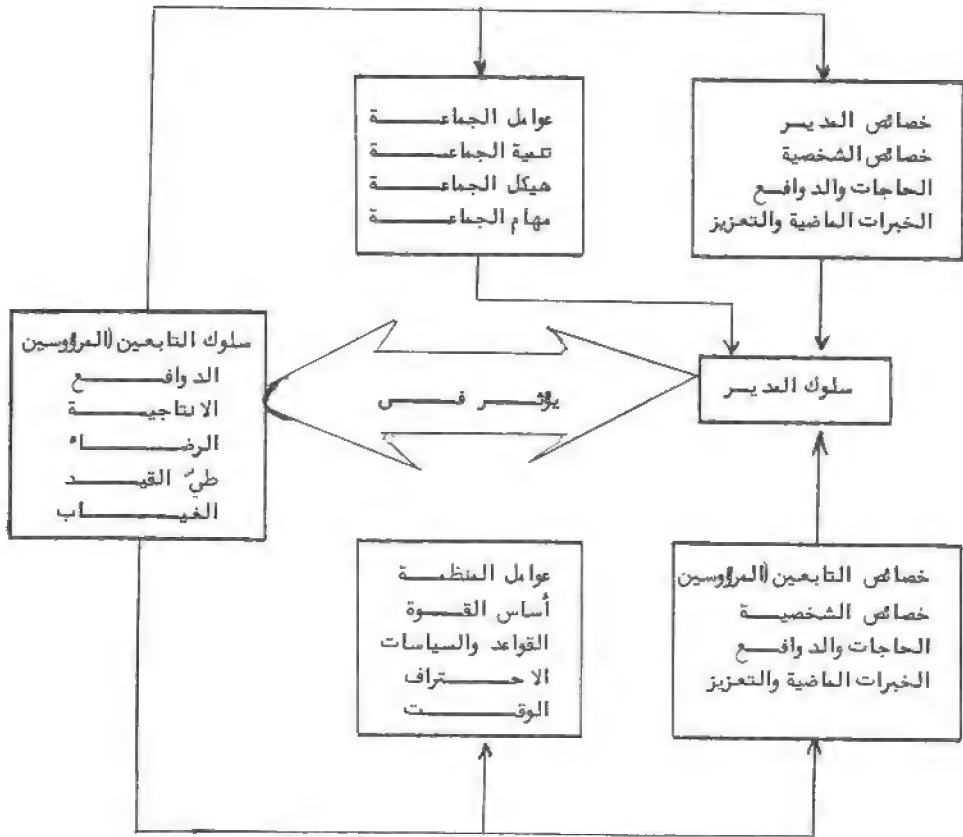 عوامل الجماعة
تنمية الجماعة
هيكل الجماعة
مهام الجماعة
خصائص المديـر
خصائص الشخصية
الحاجات والدوافع
الخبرات الماضية والتعزيز
سلوك التابعين (المرؤوسين
الدوافع
الانتاجية
الرضاء
طيّ القيد
الغياب
يؤثر في
سلوك المديـر
عوامل المنظمة
أساس القوة
القواعد والسياسات
الاحتراف
الوقت
خصائص التابعين (المرؤوسين
خصائص الشخصية
الحاجات والدوافع
الخبرات الماضية والتعزيز